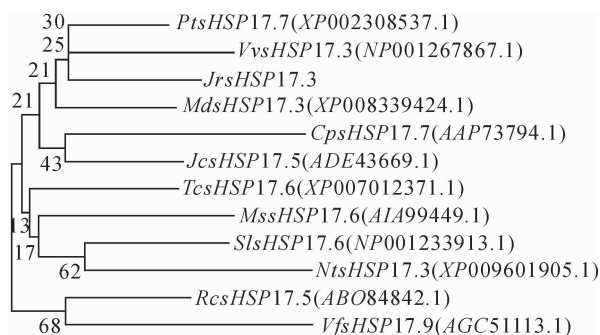 30 PtsHSP17.7(XP002308537.1)
25 VvsHSP17.3(NP001267867.1)
21 JrsHSP17.3
21 MdsHSP17.3(XP008339424.1)
CpsHSP17.7(AAP73794.1)
43 JcsHSP17.5(ADE43669.1)
TcsHSP17.6(XP007012371.1)
13 MssHSP17.6(AIA99449.1)
17 SlsHSP17.6(NP001233913.1)
62 NtsHSP17.3(XP009601905.1)
RcsHSP17.5(ABO84842.1)
68 VfsHSP17.9(AGC51113.1)